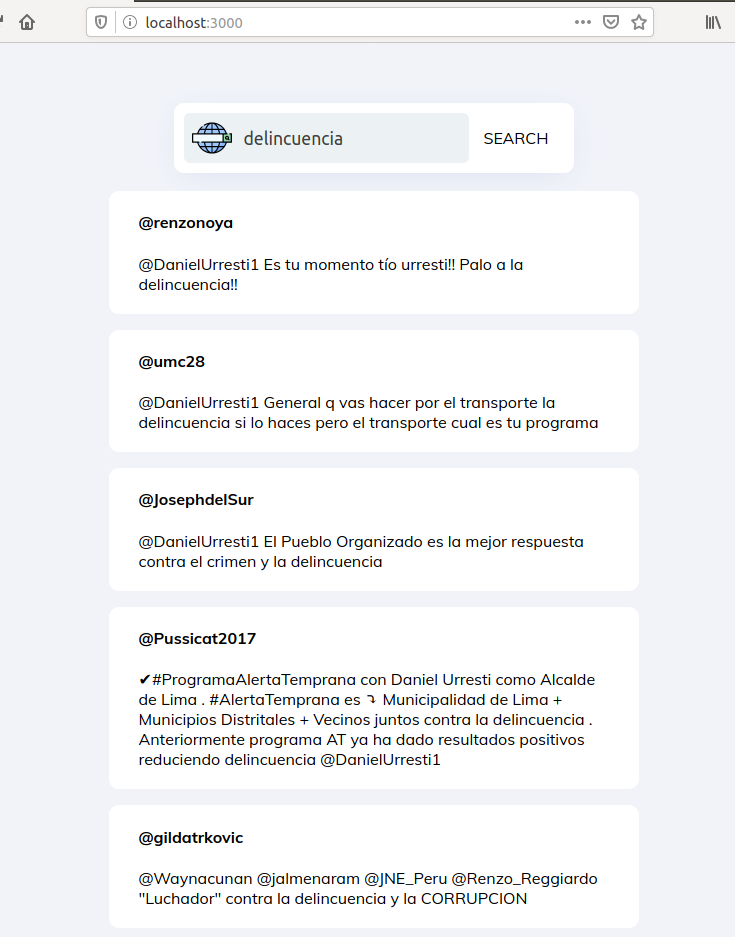 localhost:3000
delincuencia SEARCH
@renzonoya
@DanielUrresti1 Es tu momento tío urresti!! Palo a la
delincuencia!!
@umc28
@DanielUrresti1 General q vas hacer por el transporte la
delincuencia si lo haces pero el transporte cual es tu programa
@JosephdelSur
@DanielUrresti1 El Pueblo Organizado es la mejor respuesta
contra el crimen y la delincuencia
@Pussicat2017
✔#ProgramaAlertaTemprana con Daniel Urresti como Alcalde
de Lima . #AlertaTemprana es ⤵ Municipalidad de Lima +
Municipios Distritales + Vecinos juntos contra la delincuencia .
Anteriormente programa AT ya ha dado resultados positivos
reduciendo delincuencia @DanielUrresti1
@gildatrkovic
@Waynacunan @jalmenaram @JNE_Peru @Renzo_Reggiardo
"Luchador" contra la delincuencia y la CORRUPCION